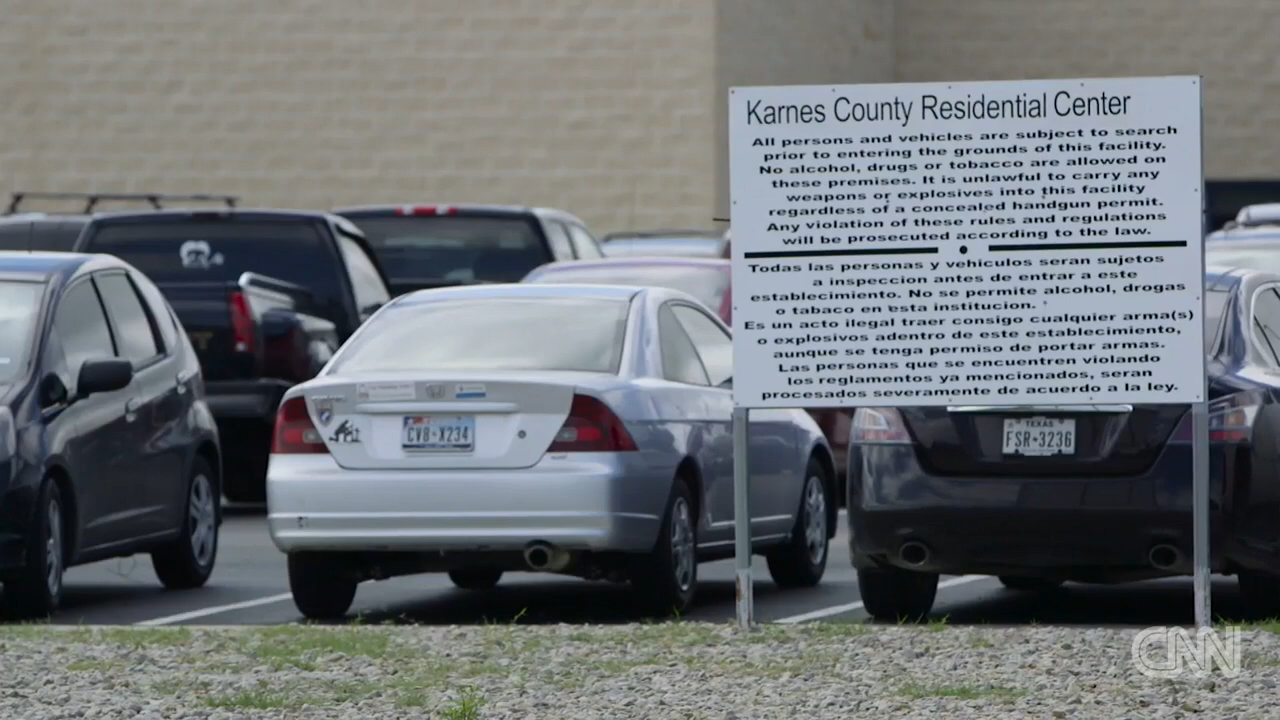 Karnes County Residential Center
All persons and vehicles are subject to search
prior to entering the grounds of this facility.
No alcohol, drugs or tobacco are allowed on
these premises. It is unlawful to carry any
weapons or explosives into this facility
regardless of a concealed handgun permit.
Any violation of these rules and regulations
will be prosecuted according to the law.
Todas las personas y vehiculos seran sujetos
a inspeccion antes de entrar a este
establecimiento. No se permite alcohol, drogas
o tabaco en esta institucion.
Es un acto ilegal traer consigo cualquier arma(s)
o explosivos adentro de este establecimiento,
aunque se tenga permiso de portar armas.
Las personas que se encuentren violando
los reglamentos ya mencionados, seran
procesados severamente de acuerdo a la ley.
CV8-X234
TEXAS
FSR-3236
CNN